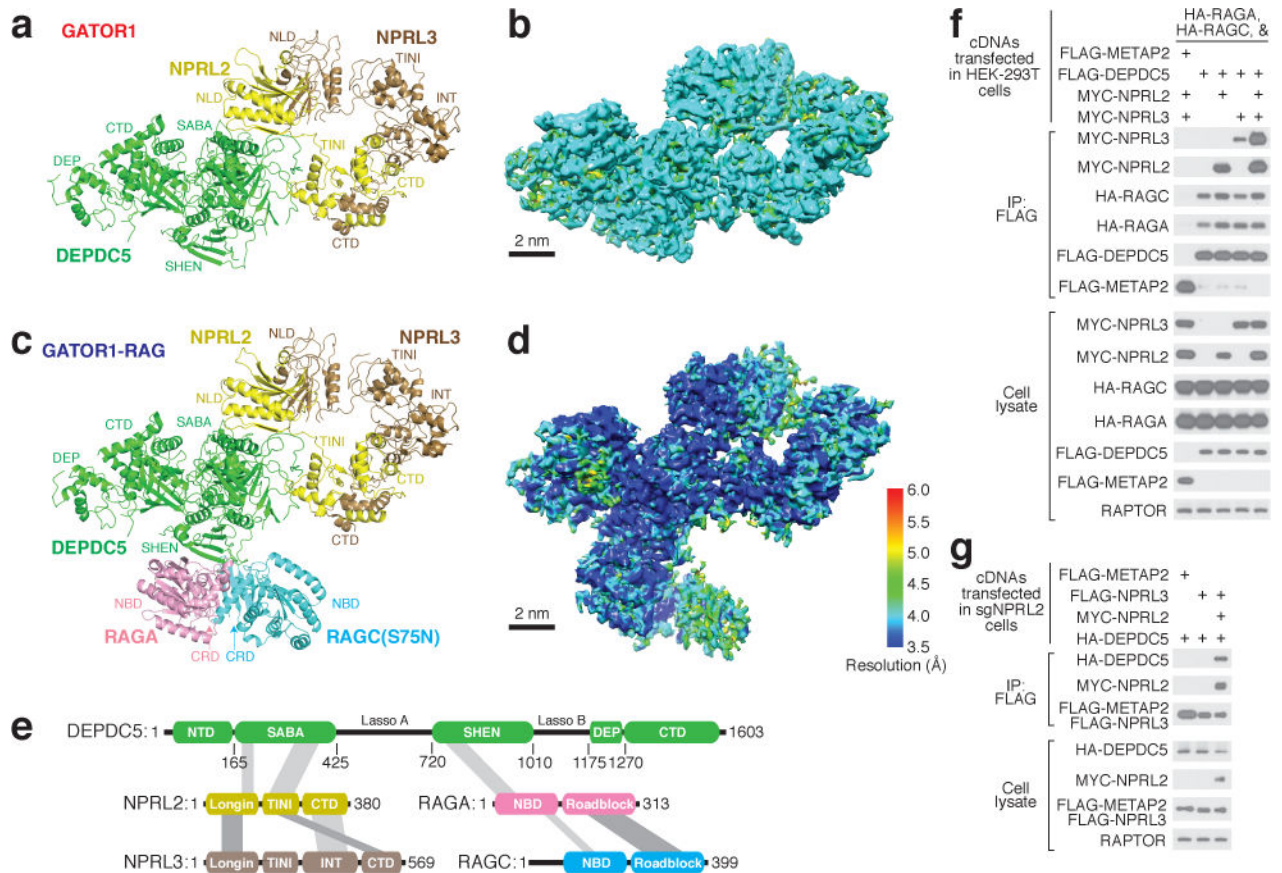 a
GATOR1
NLD
NPRL3
TINI
NPRL2
INT
NLD
CTD
SABA
DEP
TINI
CTD
CTD
DEPDC5
SHEN
b
2 nm
c
GATOR1-RAG
NPRL2
NLD
NPRL3
TINI
INT
NLD
CTD
SABA
DEP
TINI
CTD
CTD
DEPDC5
SHEN
NBD
NBD
RAGA
RAGC(S75N)
CRD
CRD
d
2 nm
6.0
5.5
5.0
4.5
4.0
3.5
Resolution (Å)
e
DEPDC5: 1 NTD SABA Lasso A SHEN Lasso B DEP CTD 1603
165 425 720 1010 1175 1270
NPRL2: 1 Longin TINI CTD 380
RAGA: 1 NBD Roadblock 313
NPRL3: 1 Longin TINI INT CTD 569
RAGC: 1 NBD Roadblock 399
f
HA-RAGA,
HA-RAGC, &
cDNAs
transfected
in HEK-293T
cells
FLAG-METAP2 +
FLAG-DEPDC5 + + + +
MYC-NPRL2 + + +
MYC-NPRL3 + + +
IP:
FLAG
MYC-NPRL3
MYC-NPRL2
HA-RAGC
HA-RAGA
FLAG-DEPDC5
FLAG-METAP2
Cell
lysate
MYC-NPRL3
MYC-NPRL2
HA-RAGC
HA-RAGA
FLAG-DEPDC5
FLAG-METAP2
RAPTOR
g
cDNAs
transfected
in sgNPRL2
cells
FLAG-METAP2 +
FLAG-NPRL3 + +
MYC-NPRL2 +
HA-DEPDC5 + + +
IP:
FLAG
HA-DEPDC5
MYC-NPRL2
FLAG-METAP2
FLAG-NPRL3
Cell
lysate
HA-DEPDC5
MYC-NPRL2
FLAG-METAP2
FLAG-NPRL3
RAPTOR